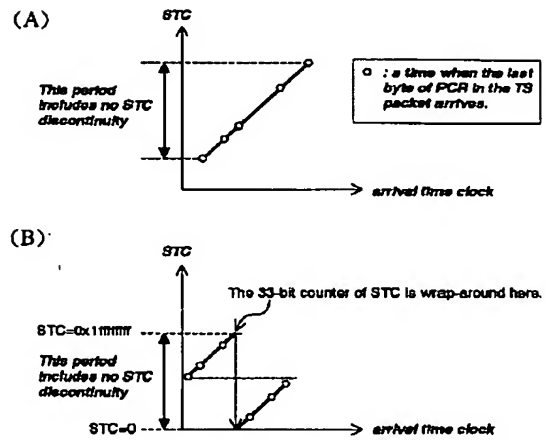 (A)
STC
This period
includes no STC
discontinuity
o : a time when the last
byte of PCR in the TS
packet arrives.
arrival time clock
(B)
STC
The 33-bit counter of STC is wrap-around here.
STC=0x1ffffffff
This period
includes no STC
discontinuity
STC=0
arrival time clock